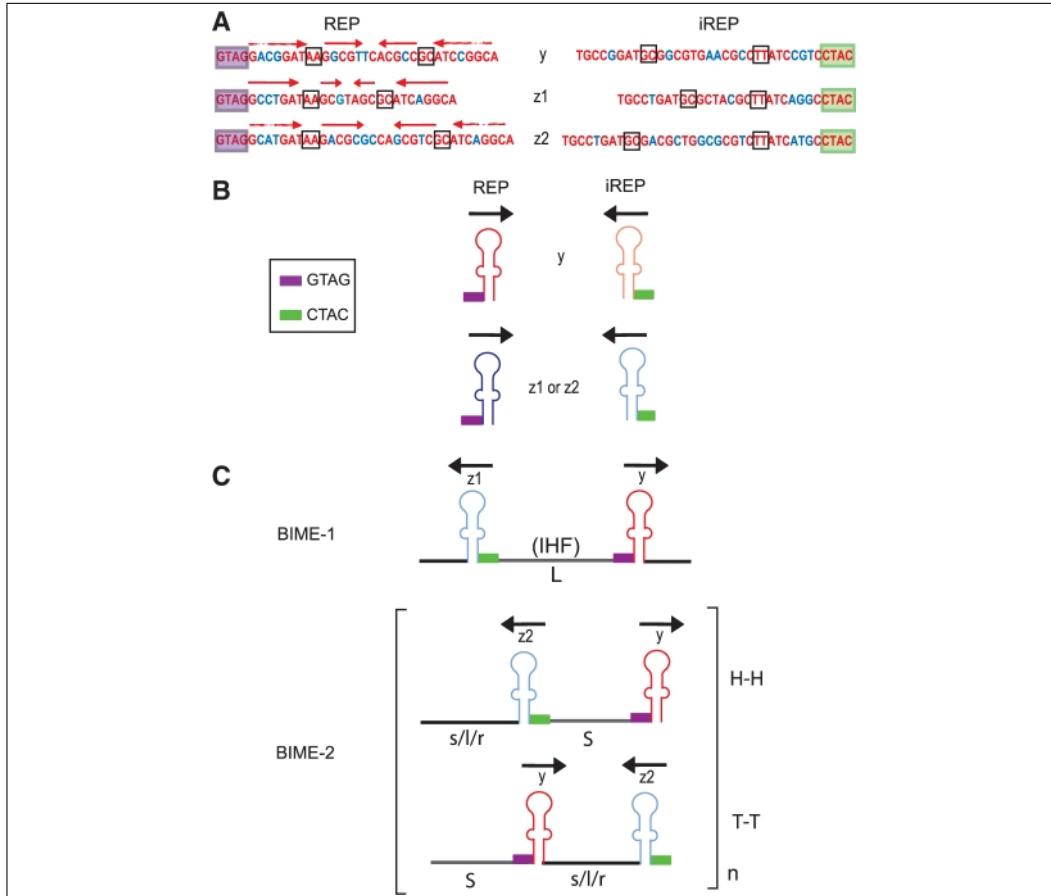 A
REP iREP
GTAGGACGGATAAGGCGTTCACGCCGCATCCGGCA y TGCCGGATGCGGCGTGAACGCCTTATCCGTCCTAC
GTAGGCCTGATAAGCGTAGCGCATCAGGCA z1 TGCCTGATGCGCTACGCTTATCAGGCCTAC
GTAGGCATGATAAGACGCGCCAGCGTCGCATCAGGCA z2 TGCCTGATGCGACGCTGGCGCGTCTTATCATGCCTAC
B
REP iREP
y
GTAG
CTAC
z1 or z2
C
z1 y
BIME-1
(IHF)
L
z2 y
H-H
s/l/r S
BIME-2
y z2
T-T
S s/l/r
n